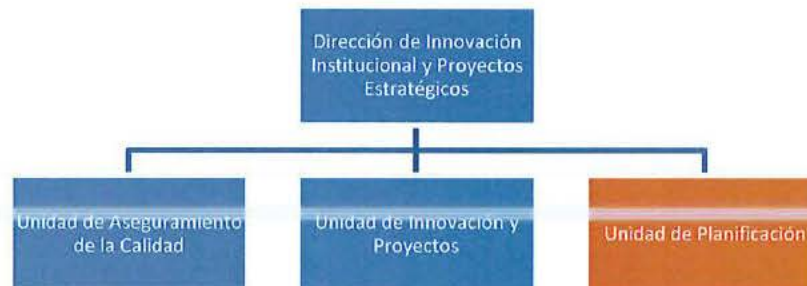 Dirección de Innovación
Institucional y Proyectos
Estratégicos
Unidad de Aseguramiento
de la Calidad
Unidad de Innovación y
Proyectos
Unidad de Planificación